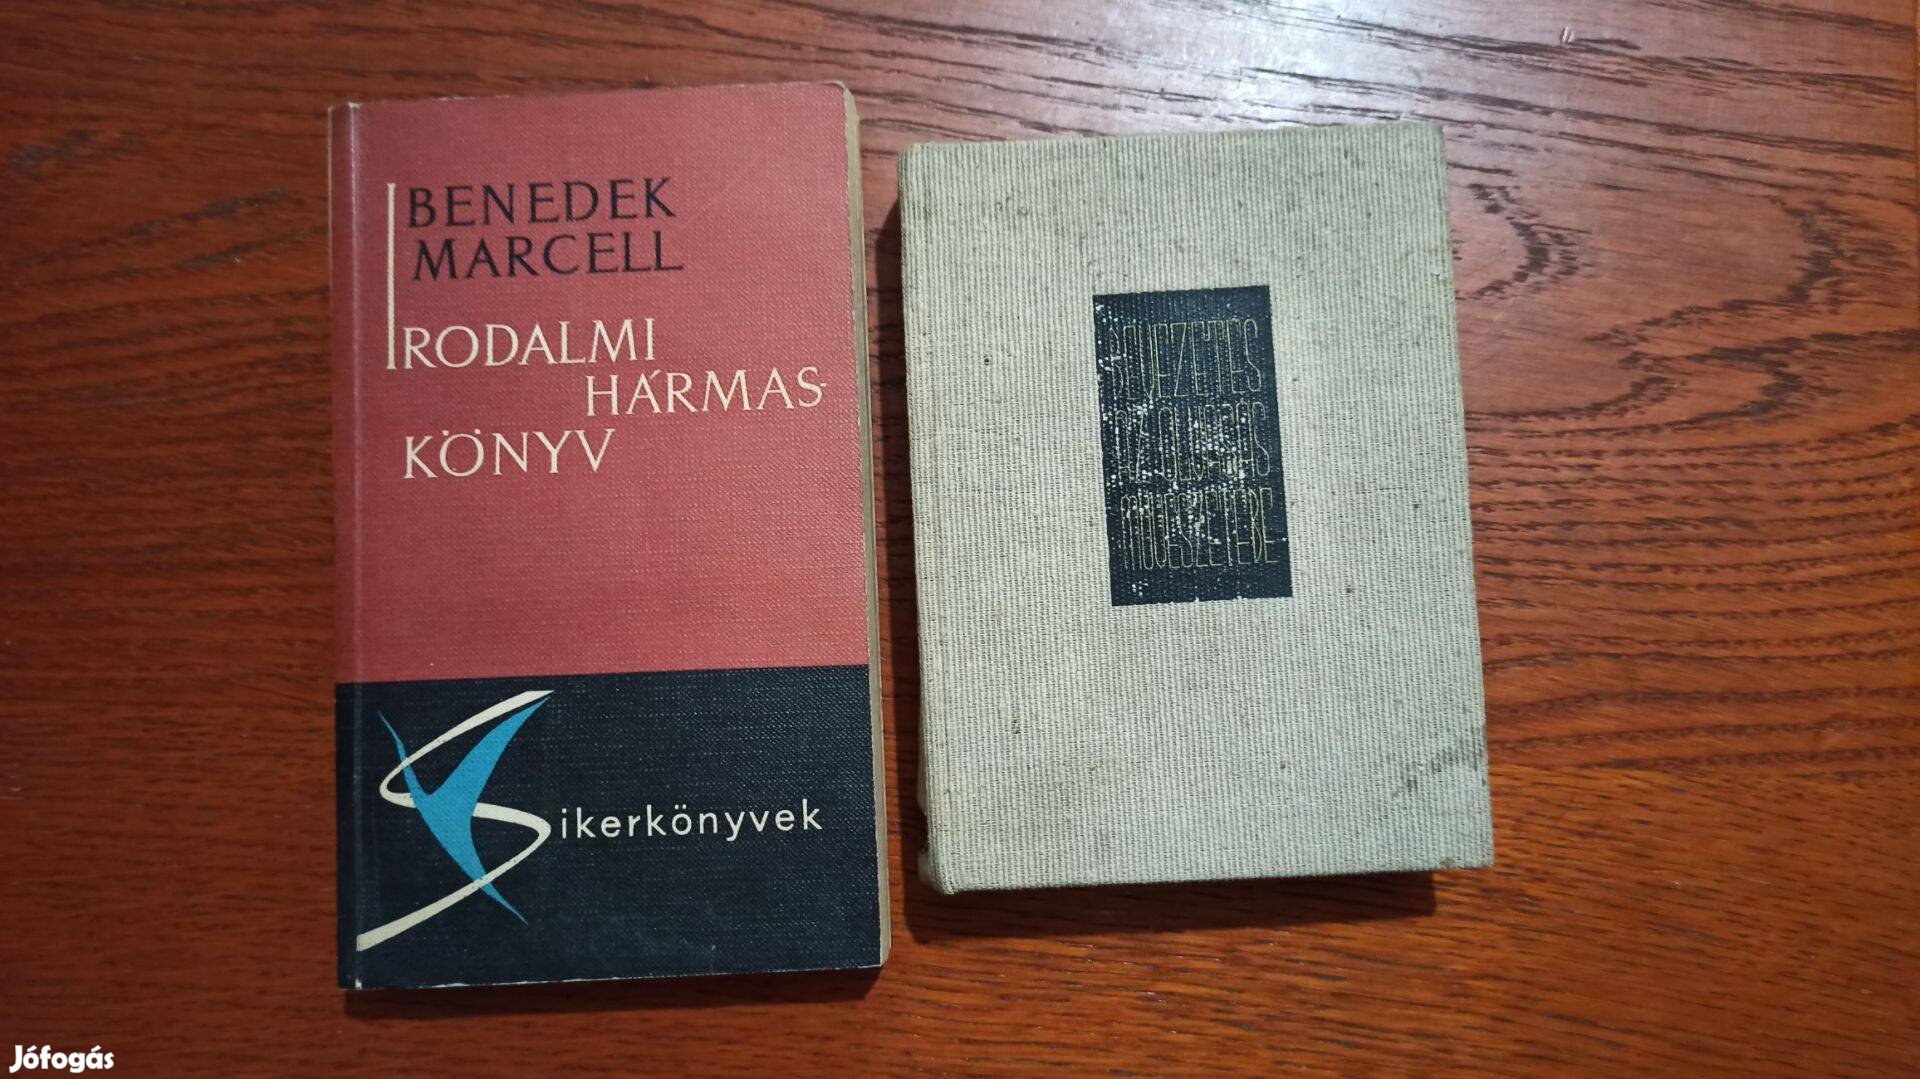 BENEDEK
MARCELL
IRODALMI
HÁRMAS-
KÖNYV
Sikerkönyvek
BEVEZETÉS
AZ OLVASÁS
MŰVÉSZETÉBE
Jófogás